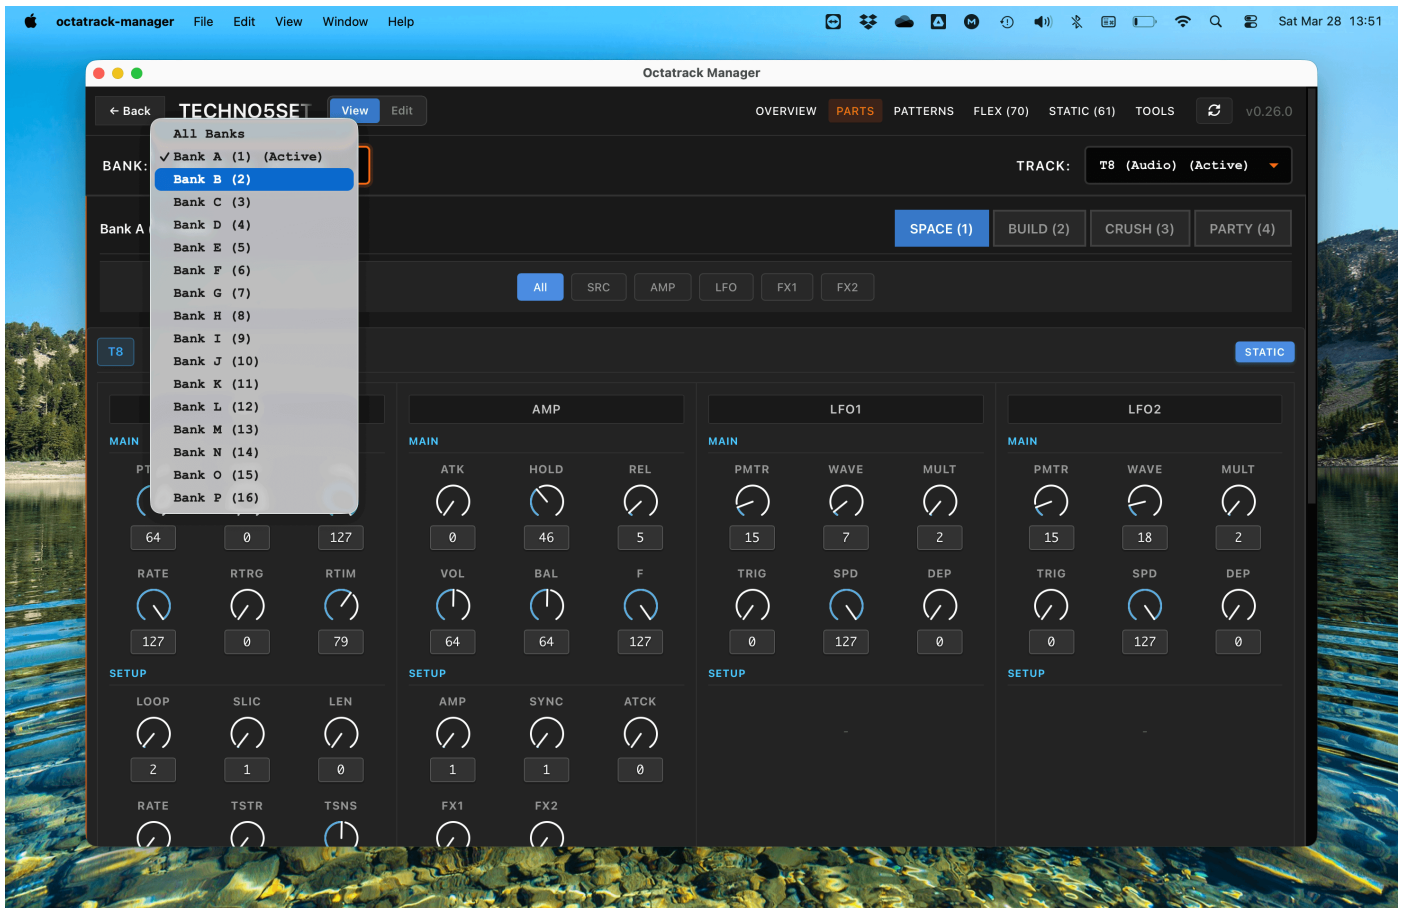 octatrack-manager File Edit View Window Help Sat Mar 28 13:51
Octatrack Manager
← Back TECHNO5SET View Edit OVERVIEW PARTS PATTERNS FLEX (70) STATIC (61) TOOLS v0.26.0
BANK: TRACK: T8 (Audio) (Active)
All Banks
✓Bank A (1) (Active)
Bank B (2)
Bank C (3)
Bank D (4)
Bank E (5)
Bank F (6)
Bank G (7)
Bank H (8)
Bank I (9)
Bank J (10)
Bank K (11)
Bank L (12)
Bank M (13)
Bank N (14)
Bank O (15)
Bank P (16)
Bank A SPACE (1) BUILD (2) CRUSH (3) PARTY (4)
All SRC AMP LFO FX1 FX2
T8 STATIC
AMP LFO1 LFO2
MAIN MAIN MAIN MAIN
ATK HOLD REL PMTR WAVE MULT PMTR WAVE MULT
64 0 127 0 46 5 15 7 2 15 18 2
RATE RTRG RTIM VOL BAL F TRIG SPD DEP TRIG SPD DEP
127 0 79 64 64 127 0 127 0 0 127 0
SETUP SETUP SETUP SETUP
LOOP SLIC LEN AMP SYNC ATCK
- -
2 1 0 1 1 0
RATE TSTR TSNS FX1 FX2